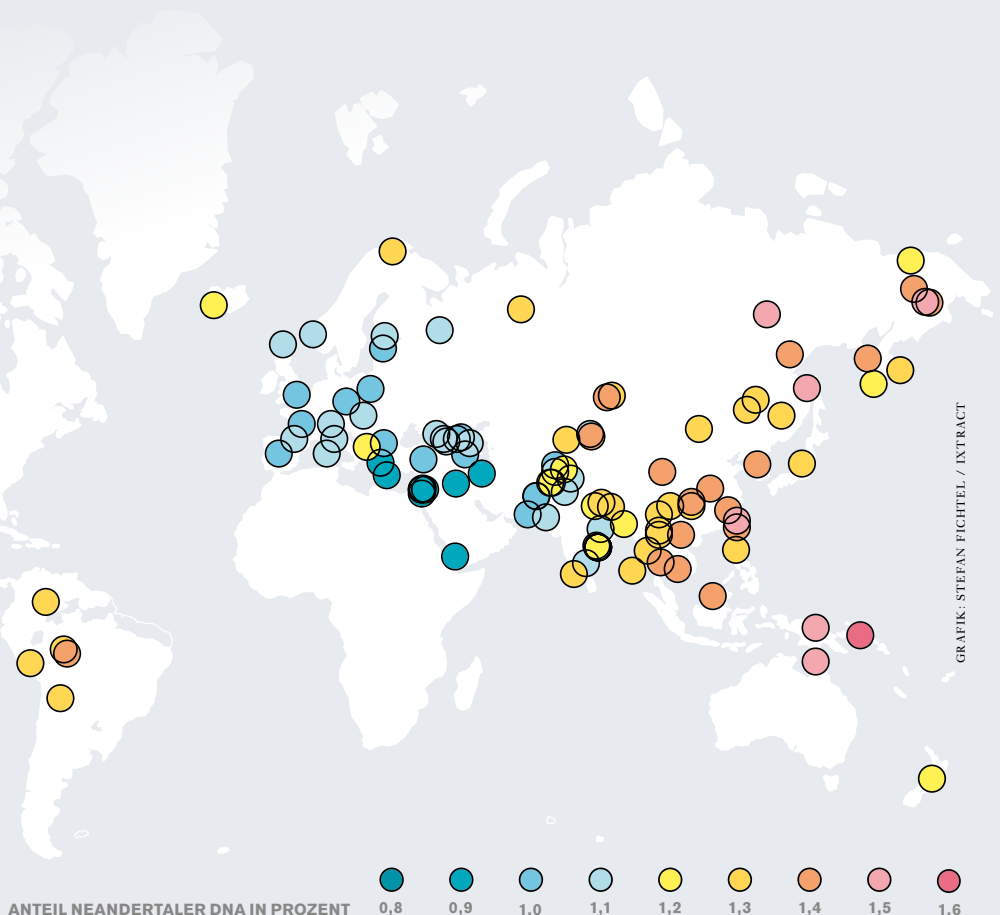 GRAFIK: STEFAN FICHTEL / IXTRACT
ANTEIL NEANDERTALER DNA IN PROZENT 0,8 0,9 1,0 1,1 1,2 1,3 1,4 1,5 1,6